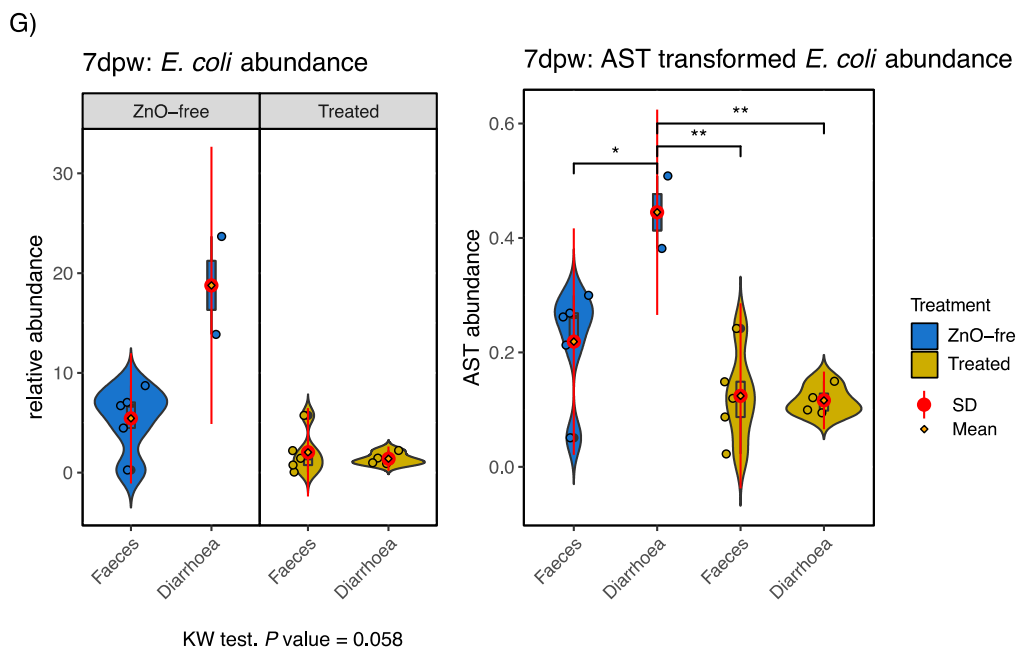 G)
7dpw: E. coli abundance
ZnO−free
Treated
relative abundance
30
20
10
0
Faeces
Diarrhoea
Faeces
Diarrhoea
KW test. P value = 0.058
7dpw: AST transformed E. coli abundance
AST abundance
0.6
0.4
0.2
0.0
*
**
**
Faeces
Diarrhoea
Faeces
Diarrhoea
Treatment
ZnO−fre
Treated
SD
Mean